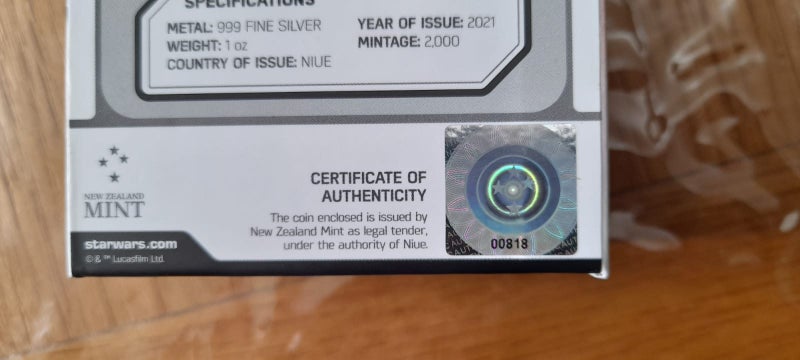 SPECIFICATIONS
METAL: 999 FINE SILVER
WEIGHT: 1 oz
COUNTRY OF ISSUE: NIUE
YEAR OF ISSUE: 2021
MINTAGE: 2,000
NEW ZEALAND
MINT
CERTIFICATE OF
AUTHENTICITY
The coin enclosed is issued by
New Zealand Mint as legal tender,
under the authority of Niue.
starwars.com
© & ™ Lucasfilm Ltd.
00818